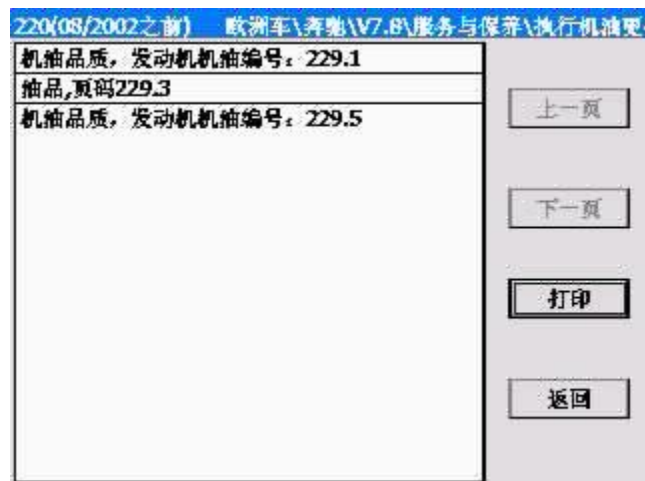 220(08/2002之前) 欧洲车\奔驰\V7.8\服务与保养\执行机油更
机油品质，发动机机油编号：229.1
油品,页码229.3
机油品质，发动机机油编号：229.5
上一页
下一页
打印
返回